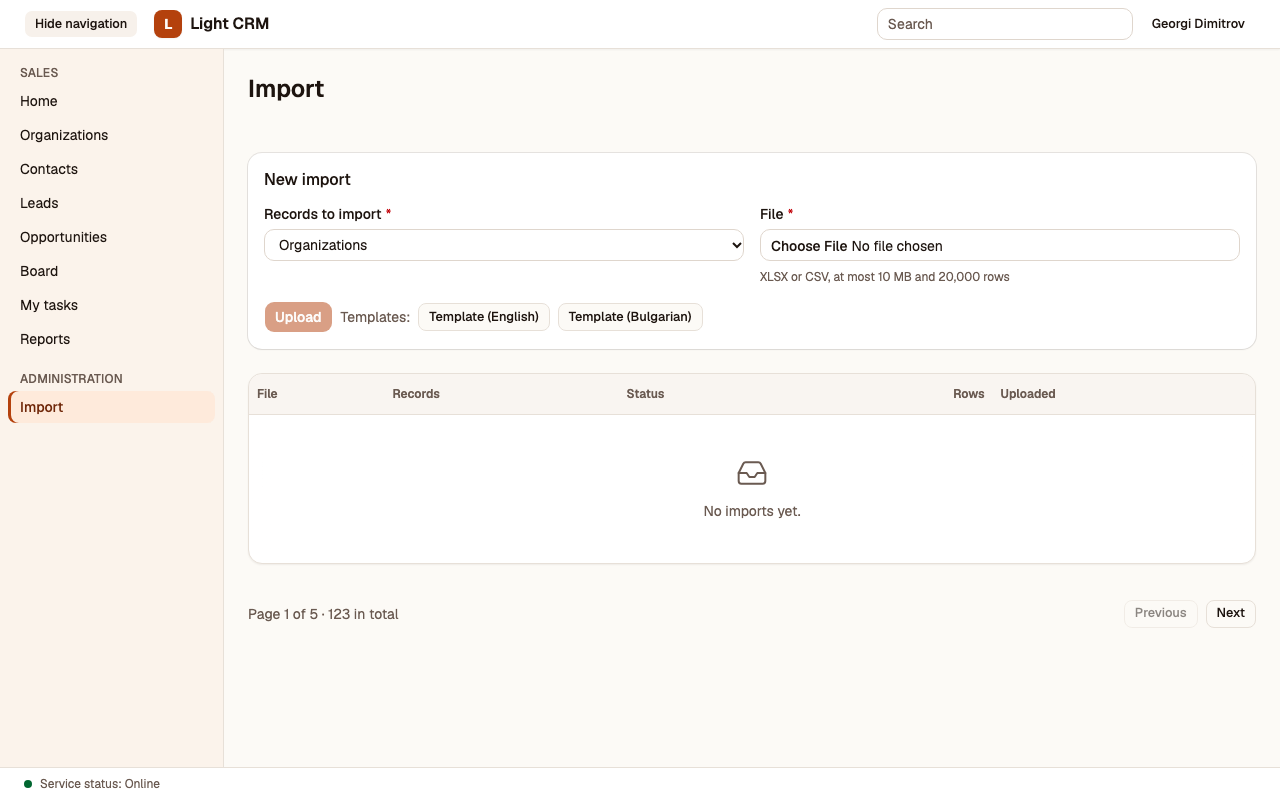 Hide navigation
L
Light CRM
Search
Georgi Dimitrov
SALES
Home
Organizations
Contacts
Leads
Opportunities
Board
My tasks
Reports
ADMINISTRATION
Import
Import
New import
Records to import *
Organizations
File *
Choose File No file chosen
XLSX or CSV, at most 10 MB and 20,000 rows
Upload Templates: Template (English) Template (Bulgarian)
File Records Status Rows Uploaded
No imports yet.
Page 1 of 5 · 123 in total
Previous Next
Service status: Online